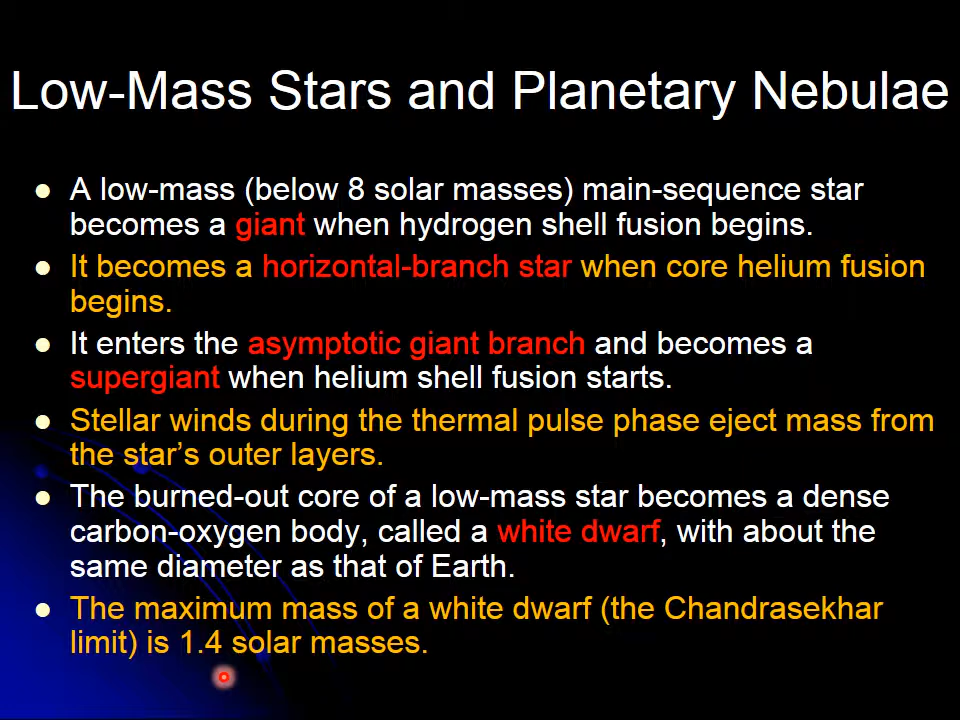 Low-Mass Stars and Planetary Nebulae
A low-mass (below 8 solar masses) main-sequence star
becomes a giant when hydrogen shell fusion begins.
It becomes a horizontal-branch star when core helium fusion
begins.
It enters the asymptotic giant branch and becomes a
supergiant when helium shell fusion starts.
Stellar winds during the thermal pulse phase eject mass from
the star’s outer layers.
The burned-out core of a low-mass star becomes a dense
carbon-oxygen body, called a white dwarf, with about the
same diameter as that of Earth.
The maximum mass of a white dwarf (the Chandrasekhar
limit) is 1.4 solar masses.